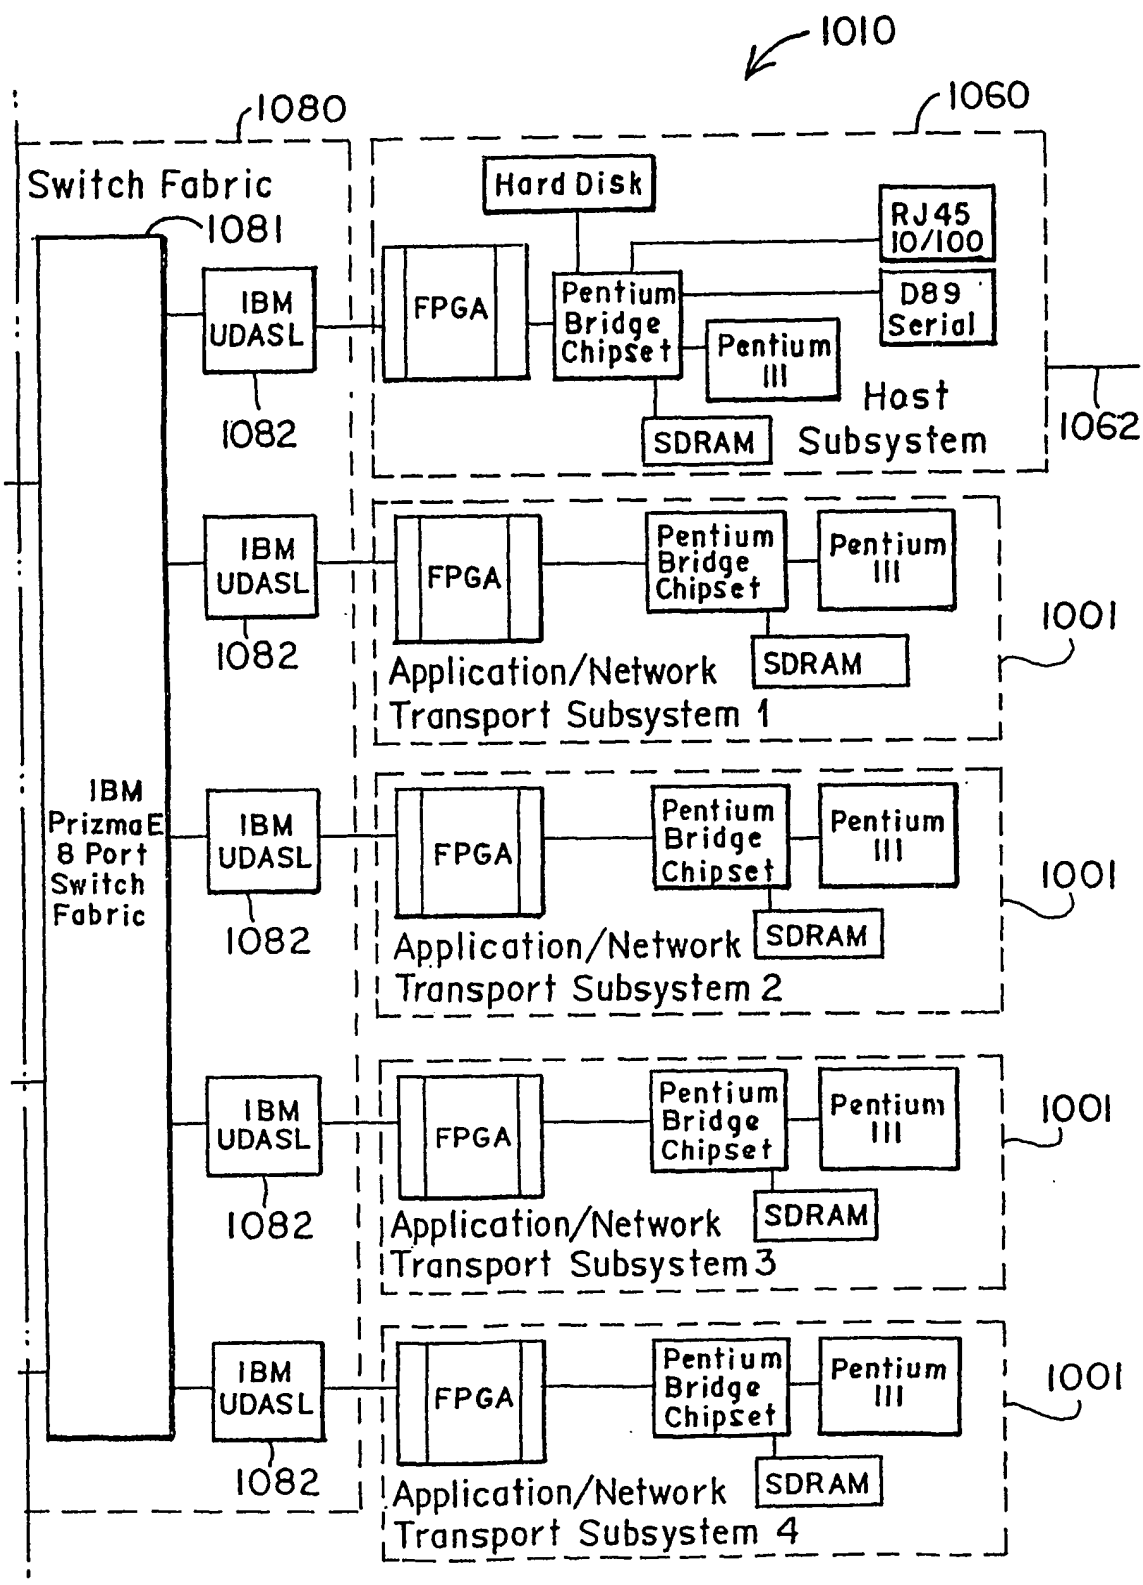 1010
1080
1060
Switch Fabric
1081
Hard Disk
RJ45
10/100
IBM
UDASL
FPGA
Pentium
Bridge
Chipset
D89
Serial
Pentium
III
1082
SDRAM
Host
Subsystem
1062
IBM
UDASL
FPGA
Pentium
Bridge
Chipset
Pentium
III
1082
SDRAM
1001
Application/Network
Transport Subsystem 1
IBM
PrizmaE
8 Port
Switch
Fabric
IBM
UDASL
FPGA
Pentium
Bridge
Chipset
Pentium
III
1001
1082
SDRAM
Application/Network
Transport Subsystem 2
IBM
UDASL
FPGA
Pentium
Bridge
Chipset
Pentium
III
1001
1082
SDRAM
Application/Network
Transport Subsystem 3
IBM
UDASL
FPGA
Pentium
Bridge
Chipset
Pentium
III
1001
1082
SDRAM
Application/Network
Transport Subsystem 4